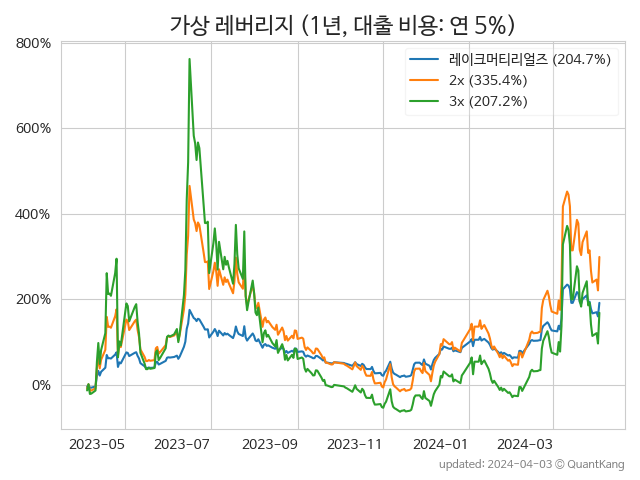 가상 레버리지 (1년, 대출 비용: 연 5%)
800%
600%
400%
200%
0%
레이크머티리얼즈 (204.7%)
2x (335.4%)
3x (207.2%)
2023-05
2023-07
2023-09
2023-11
2024-01
2024-03
updated: 2024-04-03 © QuantKang